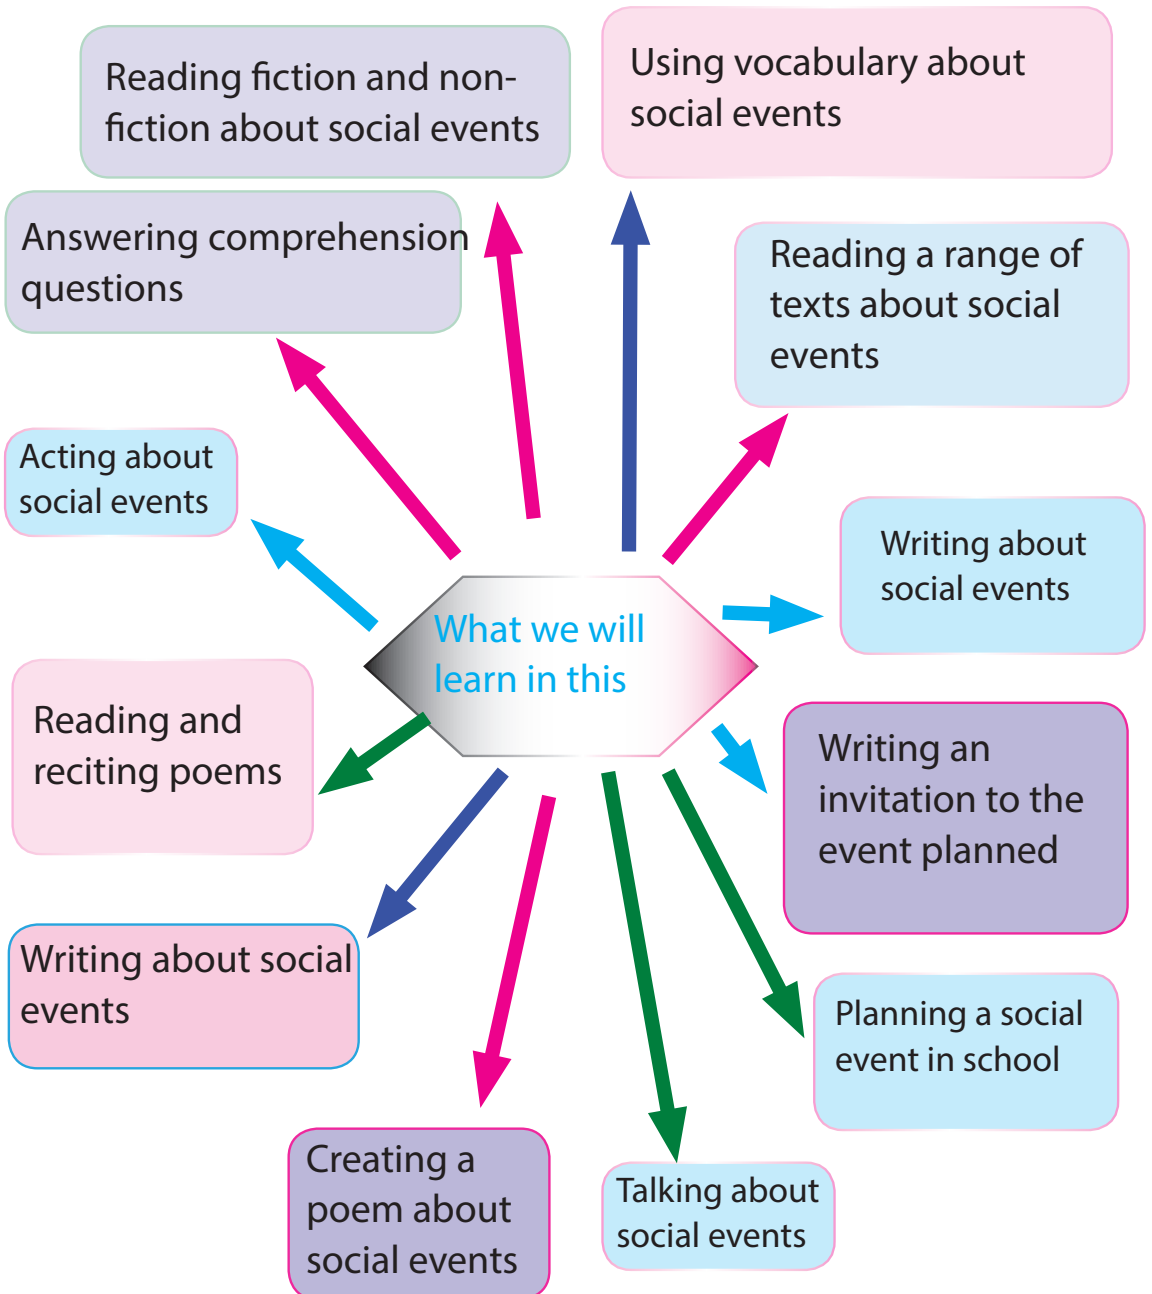 Reading fiction and non-
fiction about social events
Using vocabulary about
social events
Answering comprehension
questions
Reading a range of
texts about social
events
Acting about
social events
Writing about
social events
What we will
learn in this
Reading and
reciting poems
Writing an
invitation to the
event planned
Writing about social
events
Planning a social
event in school
Creating a
poem about
social events
Talking about
social events